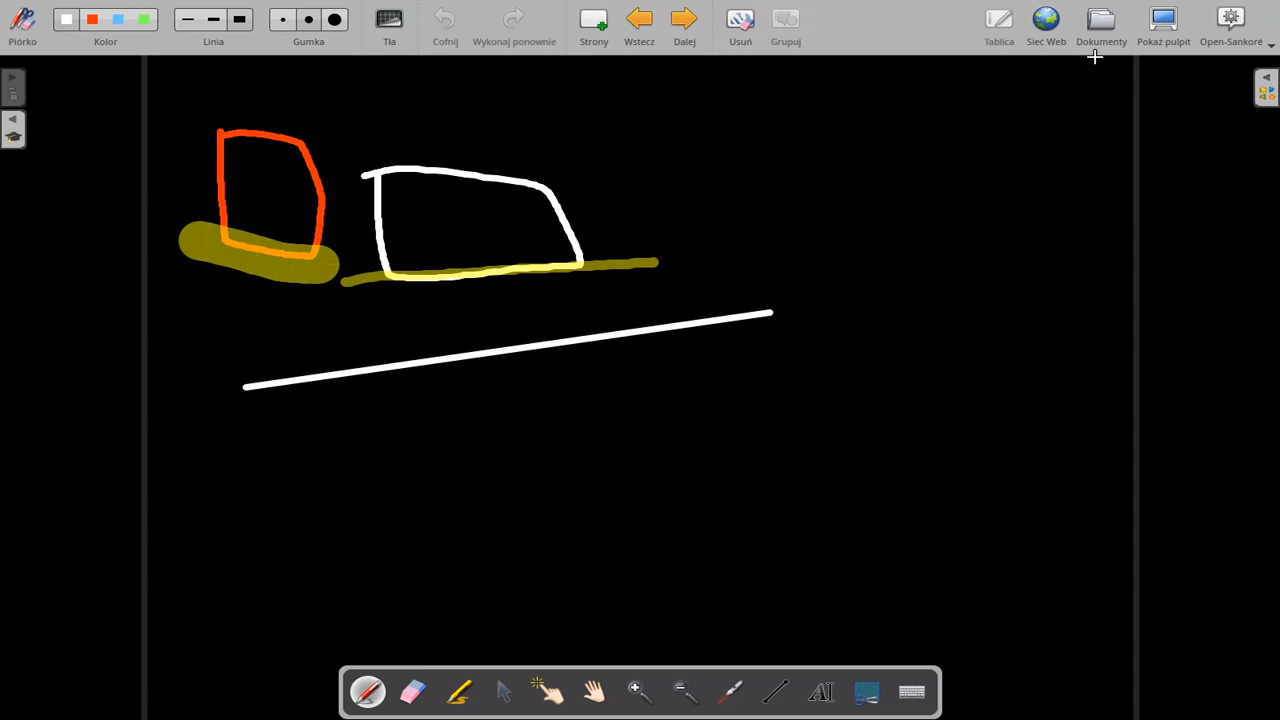 Piórko Kolor Linia Gumka Tła Cofnij Wykonaj ponownie Strony Wstecz Dalej Usuń Grupuj Tablica Sieć Web Dokumenty Pokaż pulpit Open-Sankoré
AI